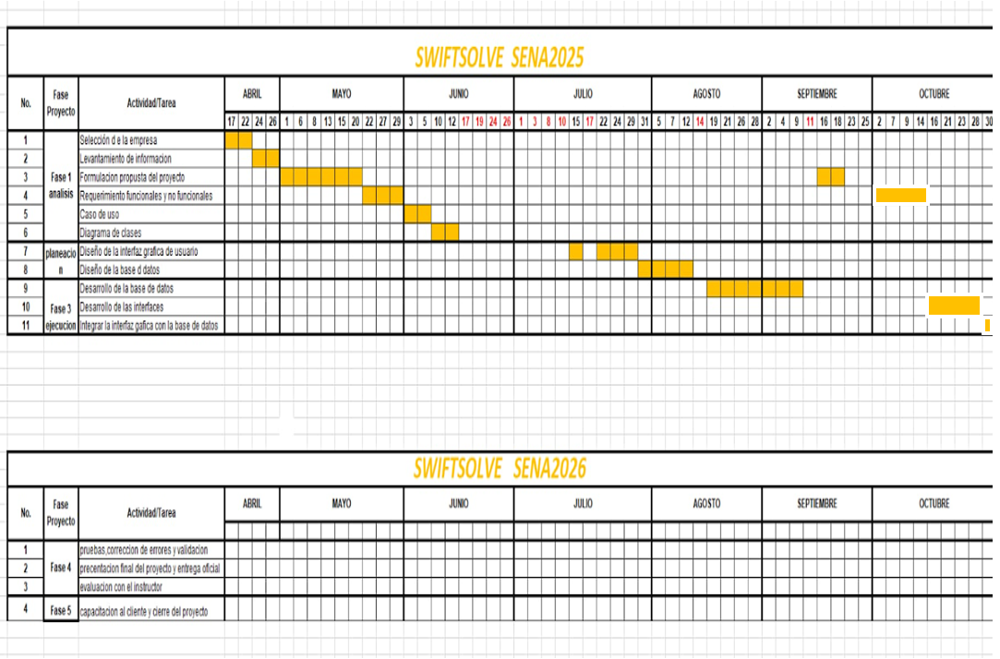 SWIFTSOLVE SENA2025
No. Fase Proyecto Actividad/Tarea ABRIL MAYO JUNIO JULIO AGOSTO SEPTIEMBRE OCTUBRE
17 22 24 26 1 6 8 13 15 20 22 27 29 3 5 10 12 17 19 24 26 1 3 8 10 15 17 22 24 29 31 5 7 12 14 19 21 26 28 2 4 9 11 16 18 23 25 2 7 9 14 16 21 23 28 30
1 Selección d e la empresa
2 Levantamiento de informacion
3 Fase 1 Formulacion propusta del proyecto
4 analisis Requerimiento funcionales y no funcionales
5 Caso de uso
6 Diagrama de clases
7 planeacio Diseño de la interfaz grafica de usuario
8 n Diseño de la base d datos
9 Desarrollo de la base de datos
10 Fase 3 Desarrollo de las interfaces
11 ejecucion Integrar la interfaz gafica con la base de datos
SWIFTSOLVE SENA2026
No. Fase Proyecto Actividad/Tarea ABRIL MAYO JUNIO JULIO AGOSTO SEPTIEMBRE OCTUBRE
1 pruebas,correccion de errores y validacion
2 Fase 4 precentacion final del proyecto y entrega oficial
3 evaluacion con el instructor
4 Fase 5 capacitacion al cliente y cierre del proyecto